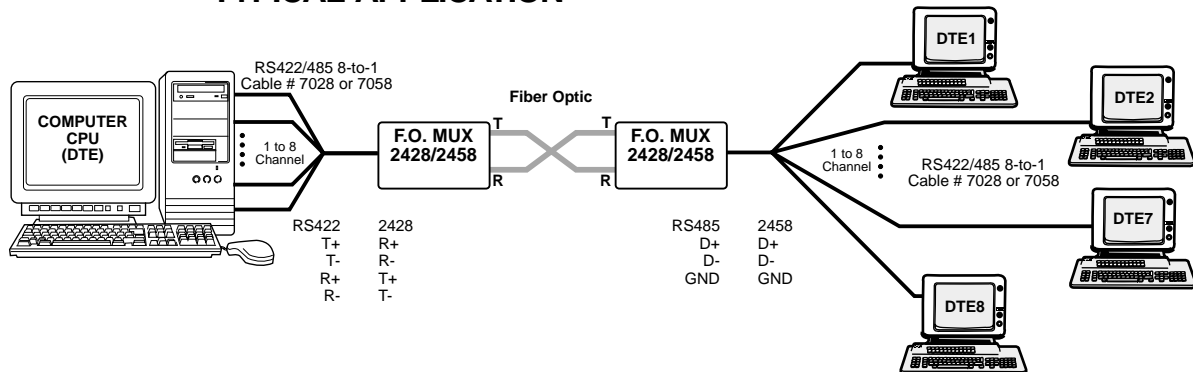 TYPICAL APPLICATION
RS422/485 8-to-1
Cable # 7028 or 7058
COMPUTER
CPU
(DTE)
1 to 8
Channel
F.O. MUX
2428/2458
T
R
Fiber Optic
T
R
F.O. MUX
2428/2458
DTE1
DTE2
1 to 8
Channel
RS422/485 8-to-1
Cable # 7028 or 7058
DTE7
DTE8
RS422 2428
T+ R+
T- R-
R+ T+
R- T-
RS485 2458
D+ D+
D- D-
GND GND